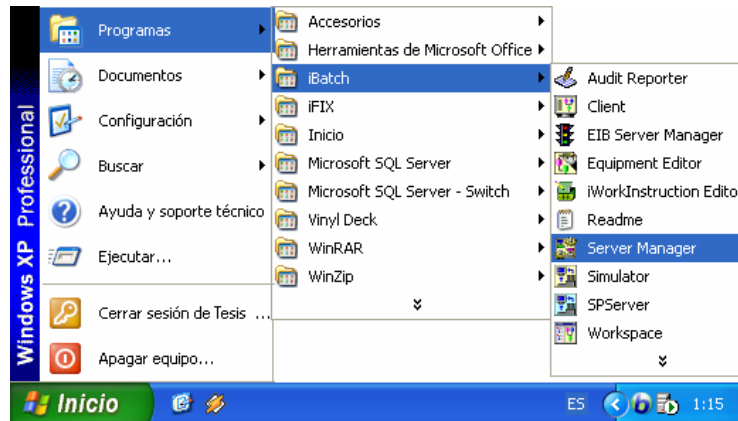 Windows XP Professional
Programas
Documentos
Configuración
Buscar
Ayuda y soporte técnico
Ejecutar...
Cerrar sesión de Tesis ...
Apagar equipo...
Accesorios
Herramientas de Microsoft Office
iBatch
iFIX
Inicio
Microsoft SQL Server
Microsoft SQL Server - Switch
Vinyl Deck
WinRAR
WinZip
Audit Reporter
Client
EIB Server Manager
Equipment Editor
iWorkInstruction Edito
Readme
Server Manager
Simulator
SPServer
Workspace
Inicio
ES
1:15